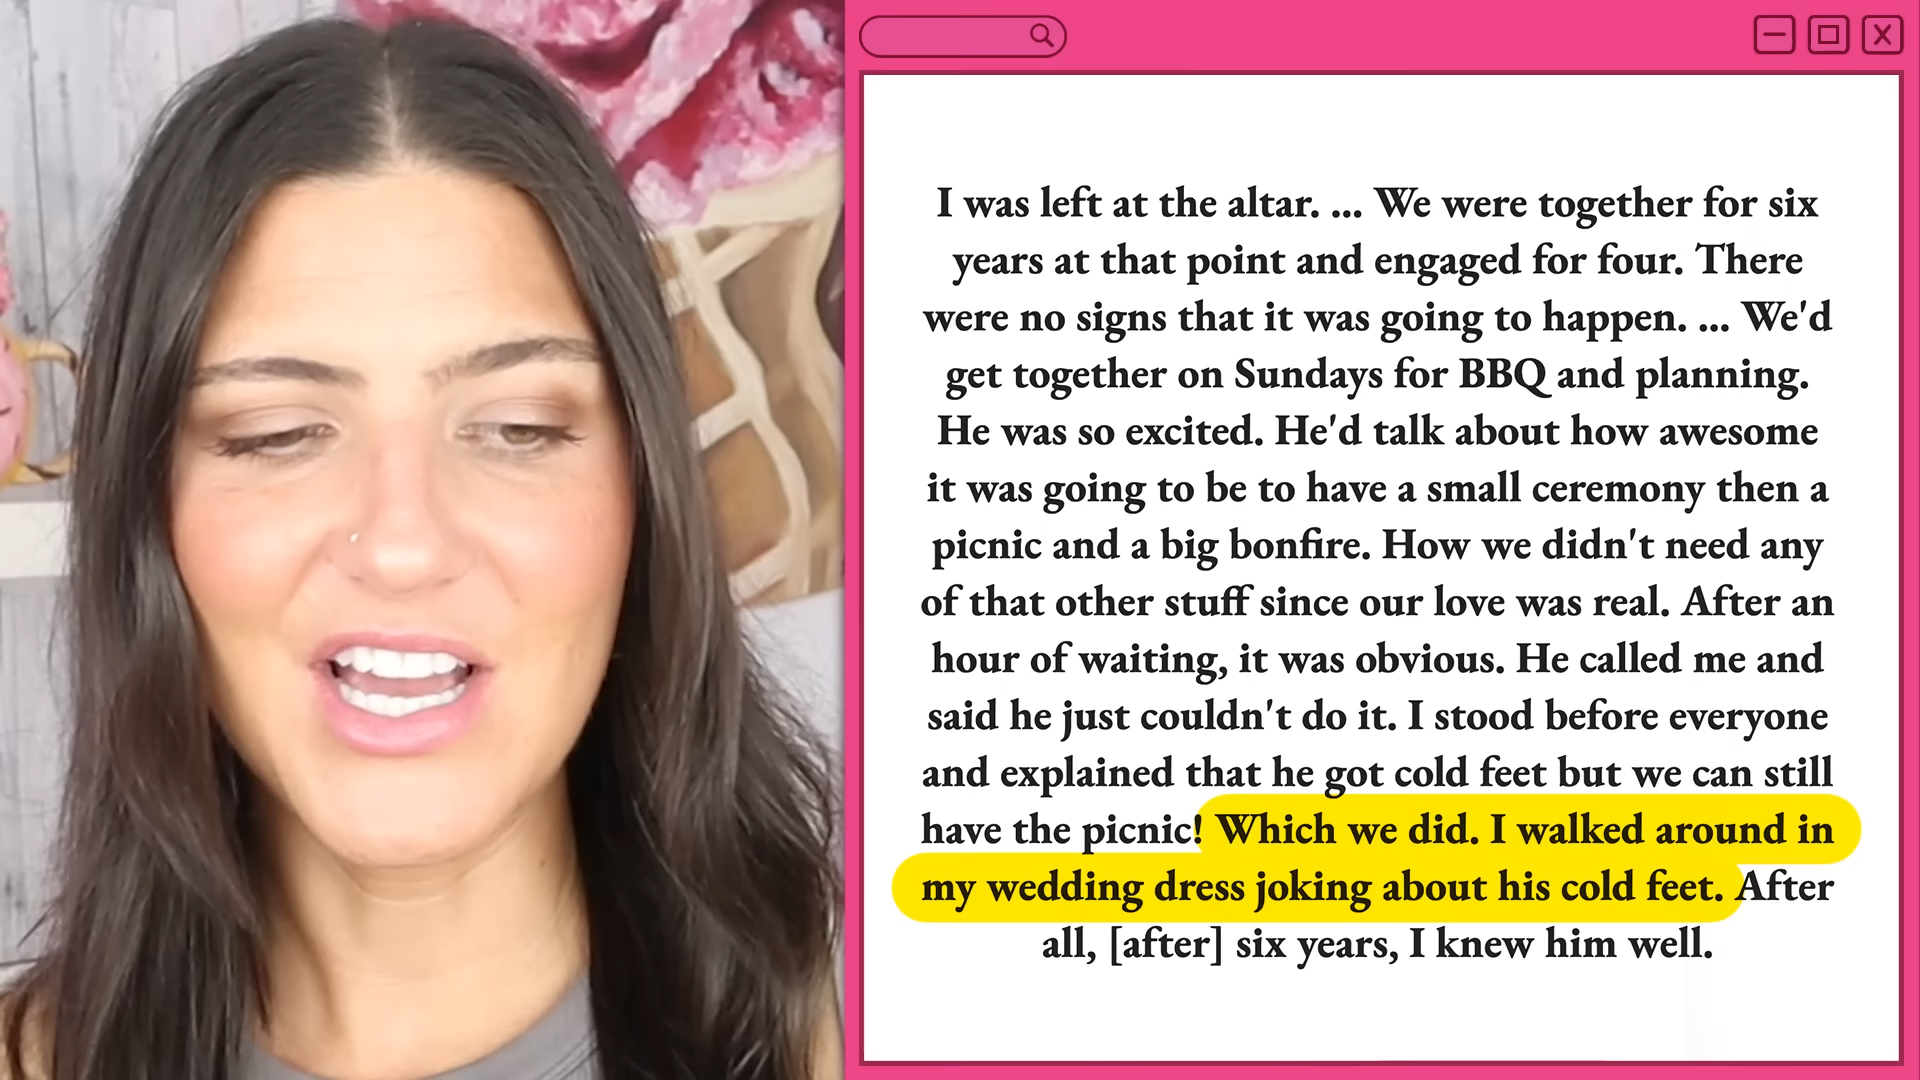 I was left at the altar. ... We were together for six
years at that point and engaged for four. There
were no signs that it was going to happen. ... We'd
get together on Sundays for BBQ and planning.
He was so excited. He'd talk about how awesome
it was going to be to have a small ceremony then a
picnic and a big bonfire. How we didn't need any
of that other stuff since our love was real. After an
hour of waiting, it was obvious. He called me and
said he just couldn't do it. I stood before everyone
and explained that he got cold feet but we can still
have the picnic! Which we did. I walked around in
my wedding dress joking about his cold feet. After
all, [after] six years, I knew him well.